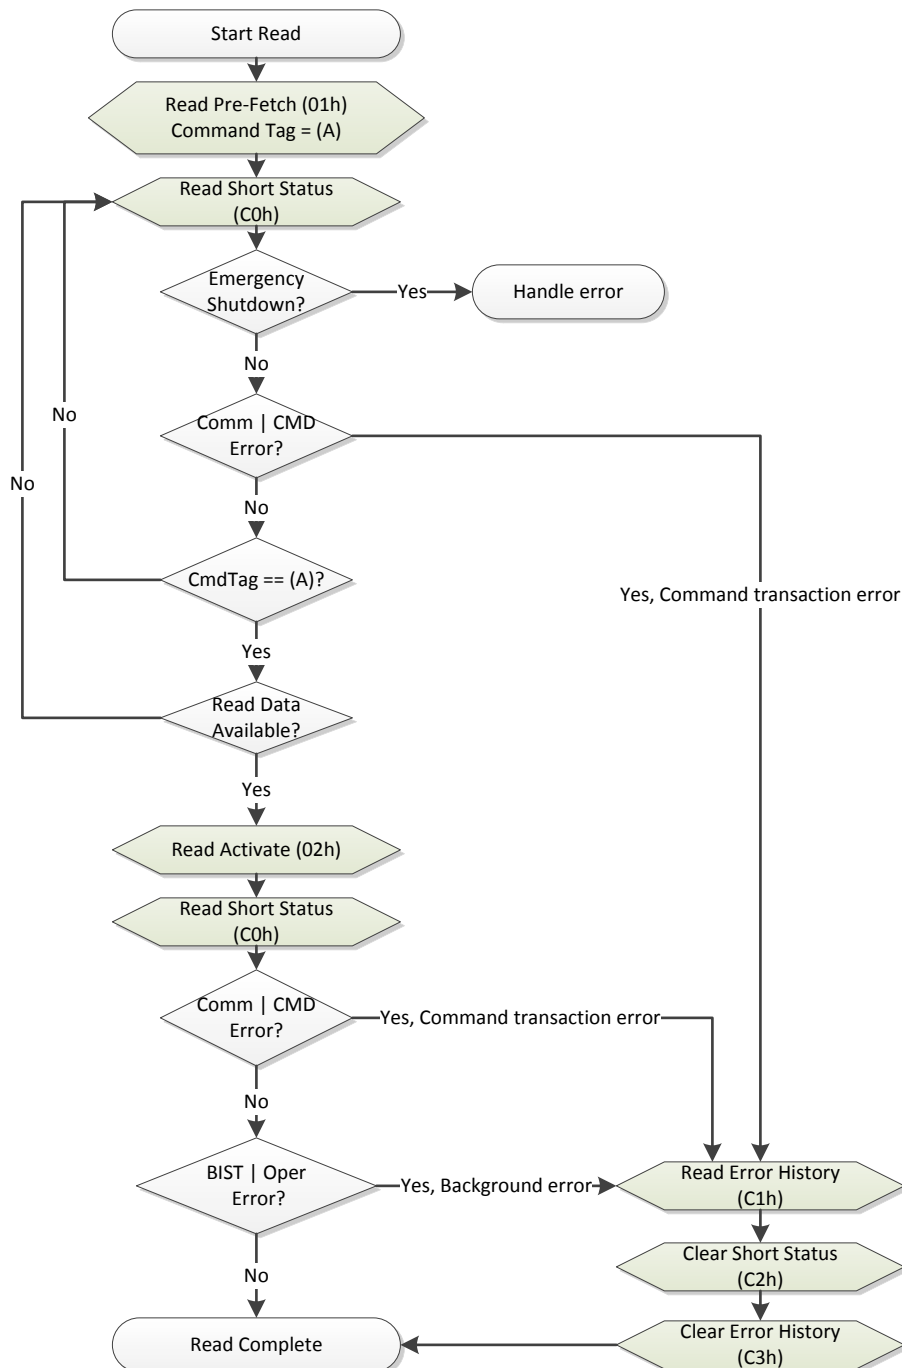 Start Read
Read Pre-Fetch (01h)
Command Tag = (A)
Read Short Status
(C0h)
Emergency
Shutdown?
Yes
Handle error
No
No
Comm | CMD
Error?
No
No
CmdTag == (A)?
Yes, Command transaction error
Yes
Read Data
Available?
Yes
Read Activate (02h)
Read Short Status
(C0h)
Comm | CMD
Error?
Yes, Command transaction error
No
BIST | Oper
Error?
Yes, Background error
Read Error History
(C1h)
Clear Short Status
(C2h)
No
Read Complete
Clear Error History
(C3h)